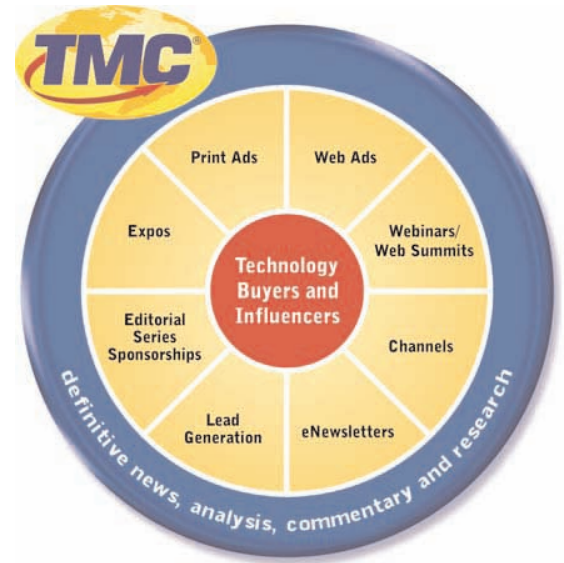 TMC®
Print Ads
Web Ads
Expos
Webinars/
Web Summits
Technology
Buyers and
Influencers
Editorial
Series
Sponsorships
Channels
Lead
Generation
eNewsletters
definitive news, analysis, commentary and research